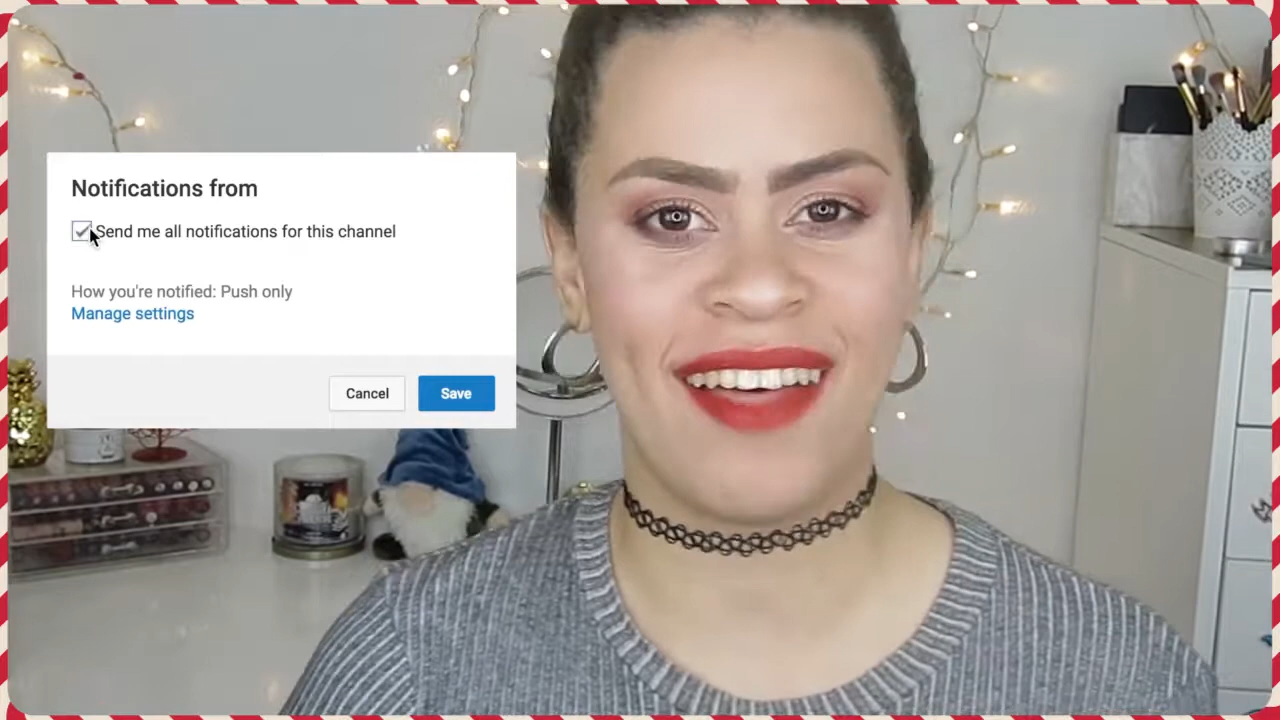 Notifications from
Send me all notifications for this channel
How you're notified: Push only
Manage settings
Cancel
Save